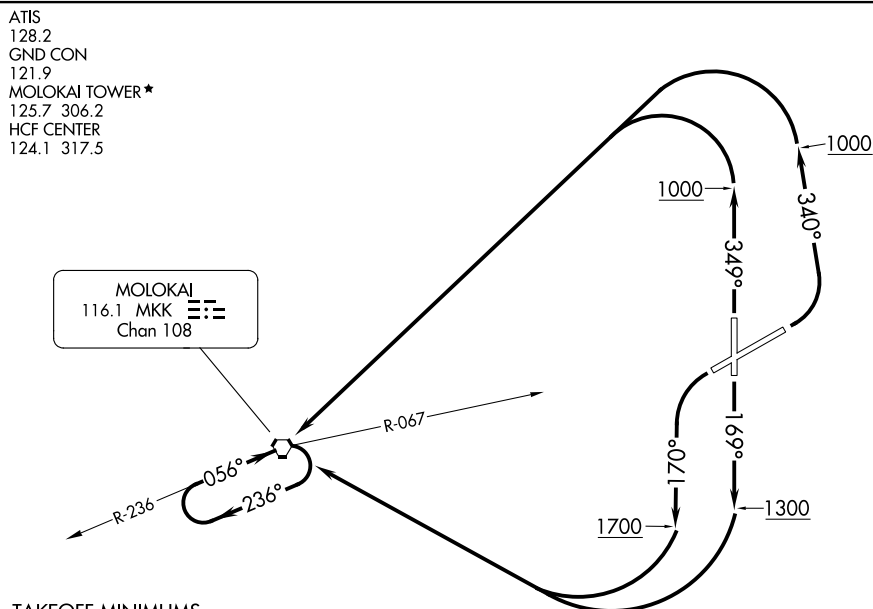 ATIS
128.2
GND CON
121.9
MOLOKAI TOWER★
125.7 306.2
HCF CENTER
124.1 317.5
1000
1000
340°
349°
MOLOKAI
116.1 MKK
Chan 108
R-067
056°
236°
R-236
170°
169°
1700
1300
TAKEOFF MINIMUMS